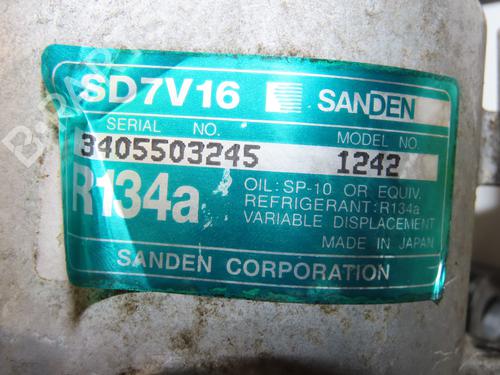 SD7V16 SANDEN
SERIAL NO. MODEL NO.
3405503245 1242
R134a
OIL: SP-10 OR EQUIV.
REFRIGERANT: R134a
VARIABLE DISPLACEMENT
MADE IN JAPAN
SANDEN CORPORATION